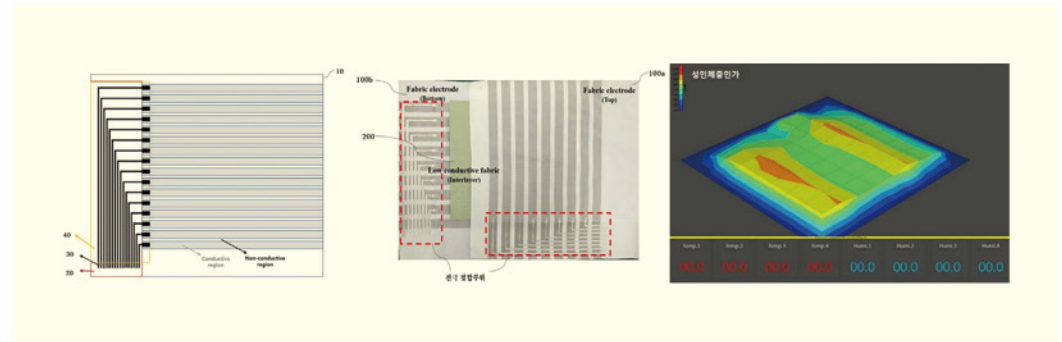 10
40
30
20
Conductive
region
Non-conductive
region
100b
Fabric electrode
(Bottom)
200
Low conductive fabric
(Interlayer)
Fabric electrode
(Top)
100a
전극 결합부위
성인체중인가
Temp.1 Temp.2 Temp.3 Temp.4 Humi.1 Humi.2 Humi.3 Humi.4
00.0 00.0 00.0 00.0 00.0 00.0 00.0 00.0